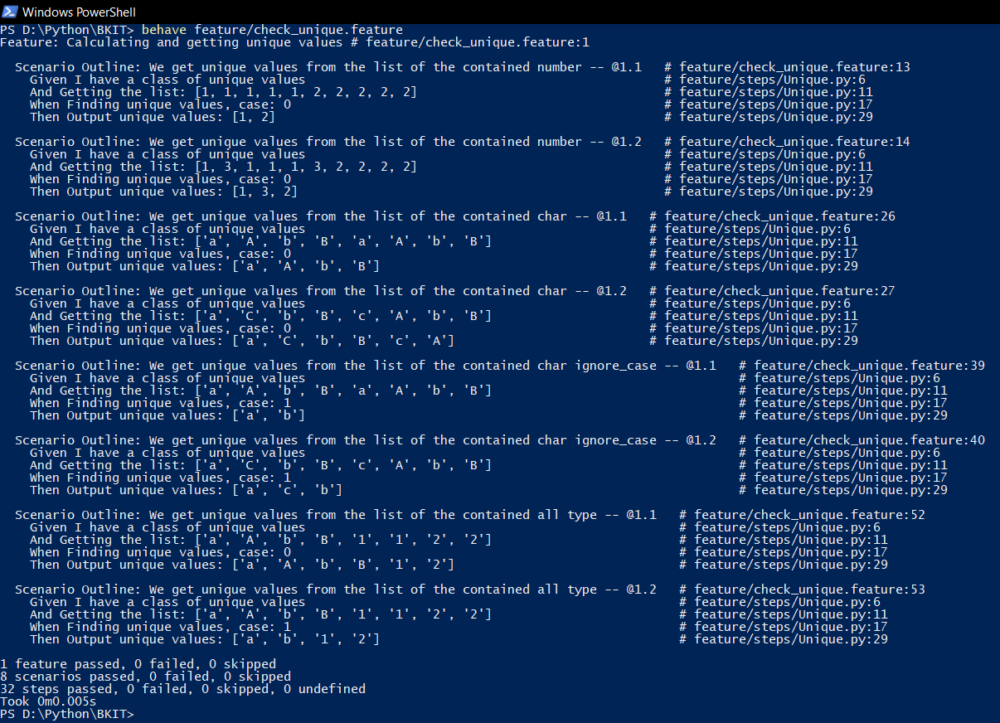 Windows PowerShell
PS D:\Python\BKIT> behave feature/check_unique.feature
Feature: Calculating and getting unique values # feature/check_unique.feature:1
  Scenario Outline: We get unique values from the list of the contained number -- @1.1   # feature/check_unique.feature:13
    Given I have a class of unique values                                                # feature/steps/Unique.py:6
    And Getting the list: [1, 1, 1, 1, 1, 2, 2, 2, 2, 2]                                 # feature/steps/Unique.py:11
    When Finding unique values, case: 0                                                  # feature/steps/Unique.py:17
    Then Output unique values: [1, 2]                                                    # feature/steps/Unique.py:29
  Scenario Outline: We get unique values from the list of the contained number -- @1.2   # feature/check_unique.feature:14
    Given I have a class of unique values                                                # feature/steps/Unique.py:6
    And Getting the list: [1, 3, 1, 1, 1, 3, 2, 2, 2, 2]                                 # feature/steps/Unique.py:11
    When Finding unique values, case: 0                                                  # feature/steps/Unique.py:17
    Then Output unique values: [1, 3, 2]                                                 # feature/steps/Unique.py:29
  Scenario Outline: We get unique values from the list of the contained char -- @1.1   # feature/check_unique.feature:26
    Given I have a class of unique values                                              # feature/steps/Unique.py:6
    And Getting the list: ['a', 'A', 'b', 'B', 'a', 'A', 'b', 'B']                     # feature/steps/Unique.py:11
    When Finding unique values, case: 0                                                # feature/steps/Unique.py:17
    Then Output unique values: ['a', 'A', 'b', 'B']                                    # feature/steps/Unique.py:29
  Scenario Outline: We get unique values from the list of the contained char -- @1.2   # feature/check_unique.feature:27
    Given I have a class of unique values                                              # feature/steps/Unique.py:6
    And Getting the list: ['a', 'C', 'b', 'B', 'c', 'A', 'b', 'B']                     # feature/steps/Unique.py:11
    When Finding unique values, case: 0                                                # feature/steps/Unique.py:17
    Then Output unique values: ['a', 'C', 'b', 'B', 'c', 'A']                          # feature/steps/Unique.py:29
  Scenario Outline: We get unique values from the list of the contained char ignore_case -- @1.1   # feature/check_unique.feature:39
    Given I have a class of unique values                                                          # feature/steps/Unique.py:6
    And Getting the list: ['a', 'A', 'b', 'B', 'a', 'A', 'b', 'B']                                 # feature/steps/Unique.py:11
    When Finding unique values, case: 1                                                            # feature/steps/Unique.py:17
    Then Output unique values: ['a', 'b']                                                          # feature/steps/Unique.py:29
  Scenario Outline: We get unique values from the list of the contained char ignore_case -- @1.2   # feature/check_unique.feature:40
    Given I have a class of unique values                                                          # feature/steps/Unique.py:6
    And Getting the list: ['a', 'C', 'b', 'B', 'c', 'A', 'b', 'B']                                 # feature/steps/Unique.py:11
    When Finding unique values, case: 1                                                            # feature/steps/Unique.py:17
    Then Output unique values: ['a', 'c', 'b']                                                     # feature/steps/Unique.py:29
  Scenario Outline: We get unique values from the list of the contained all type -- @1.1   # feature/check_unique.feature:52
    Given I have a class of unique values                                                  # feature/steps/Unique.py:6
    And Getting the list: ['a', 'A', 'b', 'B', '1', '1', '2', '2']                         # feature/steps/Unique.py:11
    When Finding unique values, case: 0                                                    # feature/steps/Unique.py:17
    Then Output unique values: ['a', 'A', 'b', 'B', '1', '2']                              # feature/steps/Unique.py:29
  Scenario Outline: We get unique values from the list of the contained all type -- @1.2   # feature/check_unique.feature:53
    Given I have a class of unique values                                                  # feature/steps/Unique.py:6
    And Getting the list: ['a', 'A', 'b', 'B', '1', '1', '2', '2']                         # feature/steps/Unique.py:11
    When Finding unique values, case: 1                                                    # feature/steps/Unique.py:17
    Then Output unique values: ['a', 'b', '1', '2']                                        # feature/steps/Unique.py:29
1 feature passed, 0 failed, 0 skipped
8 scenarios passed, 0 failed, 0 skipped
32 steps passed, 0 failed, 0 skipped, 0 undefined
Took 0m0.005s
PS D:\Python\BKIT>